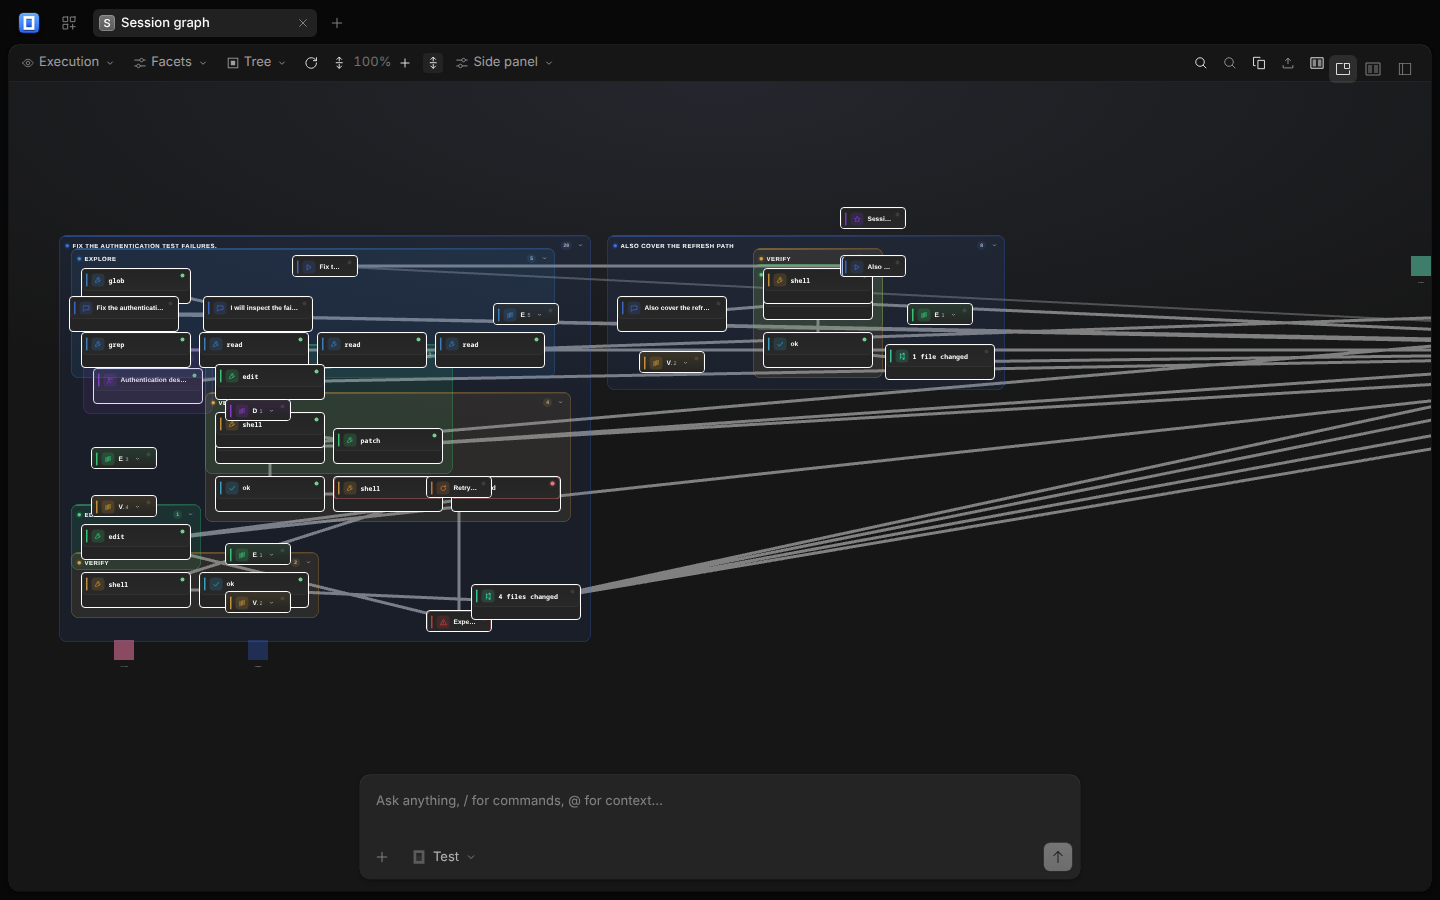 S Session graph
Execution
Facets
Tree
100%
Side panel
Sessi...
FIX THE AUTHENTICATION TEST FAILURES.
ALSO COVER THE REFRESH PATH
EXPLORE
VERIFY
Fix t...
Also ...
glob
shell
Fix the authenticati...
I will inspect the fai...
E
Also cover the refr...
E
grep
read
read
read
ok
1 file changed
V.
Authentication des...
edit
D
shell
patch
E
ok
shell
Retry...
V.
edit
E
VERIFY
shell
ok
V.
4 files changed
Expe...
Ask anything, / for commands, @ for context...
Test